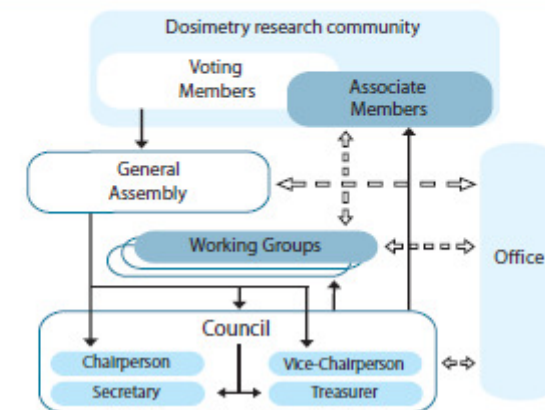 Dosimetry research community
Voting
Members
Associate
Members
General
Assembly
Working Groups
Office
Council
Chairperson
Vice-Chairperson
Secretary
Treasurer